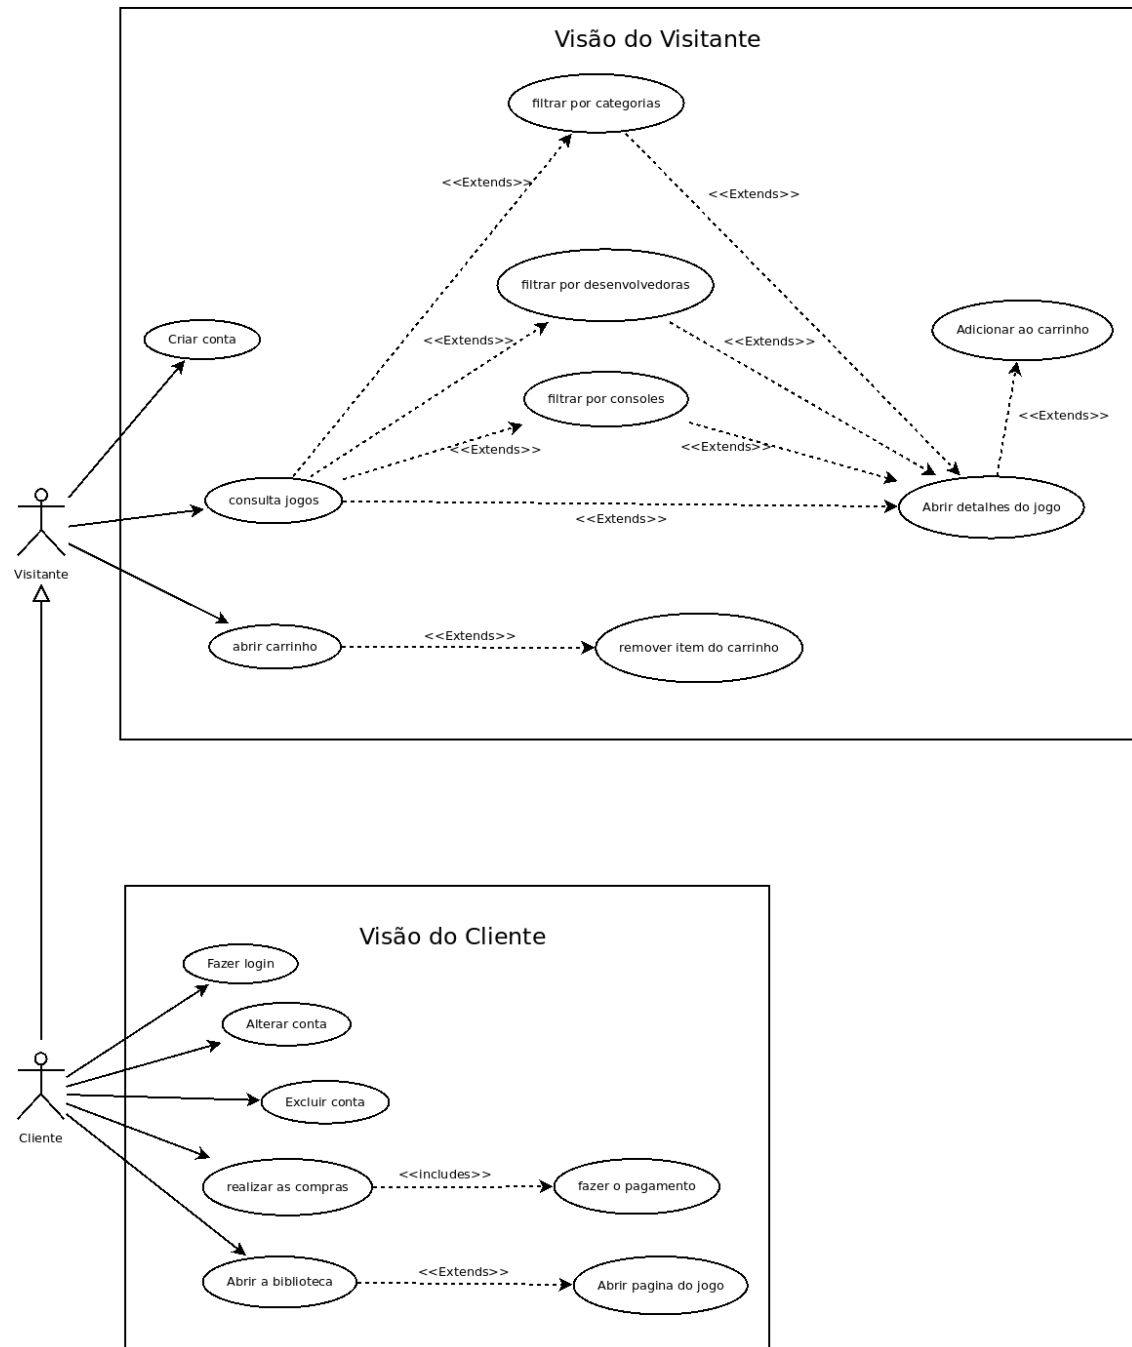 Visão do Visitante
filtrar por categorias
<<Extends>>
<<Extends>>
filtrar por desenvolvedoras
Criar conta
<<Extends>>
<<Extends>>
Adicionar ao carrinho
filtrar por consoles
<<Extends>>
<<Extends>>
<<Extends>>
consulta jogos
<<Extends>>
Abrir detalhes do jogo
Visitante
abrir carrinho
<<Extends>>
remover item do carrinho
Visão do Cliente
Fazer login
Alterar conta
Excluir conta
Cliente
realizar as compras
<<includes>>
fazer o pagamento
Abrir a biblioteca
<<Extends>>
Abrir pagina do jogo